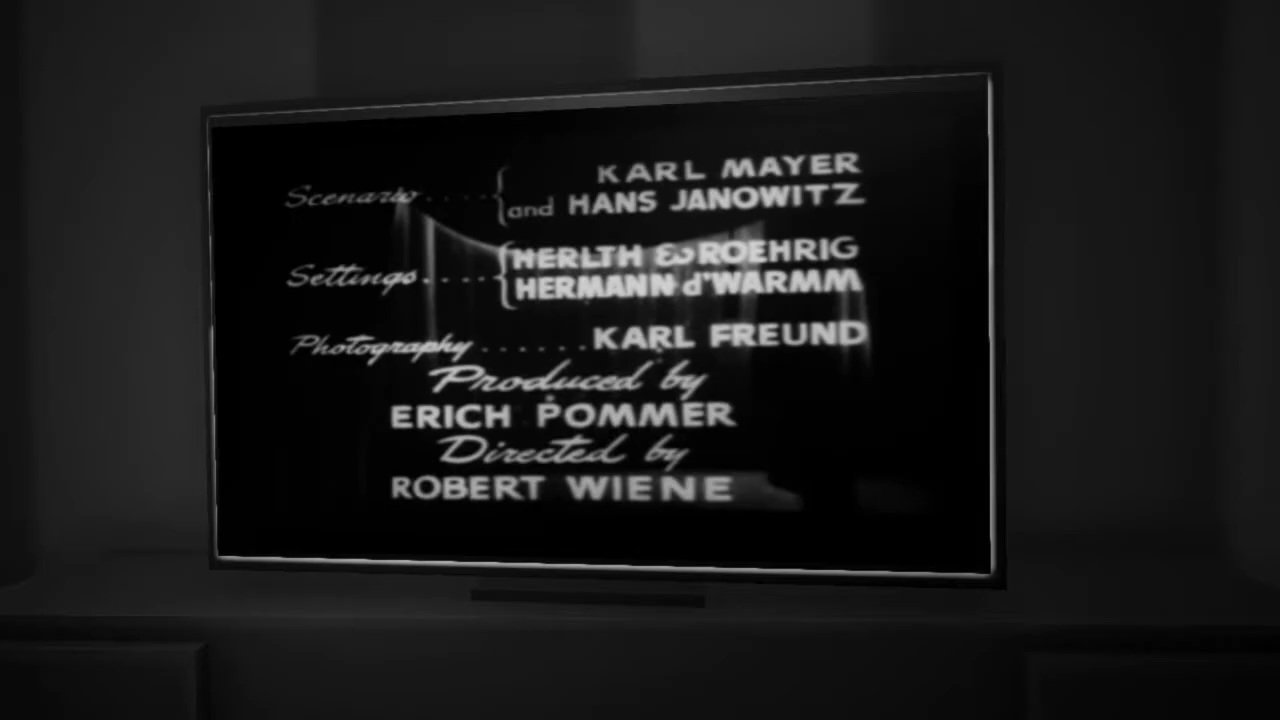 Scenario..... { KARL MAYER
and HANS JANOWITZ
Settings..... { HERLTH & ROEHRIG
HERMANN d'WARMM
Photography ...... KARL FREUND
Produced by
ERICH POMMER
Directed by
ROBERT WIENE